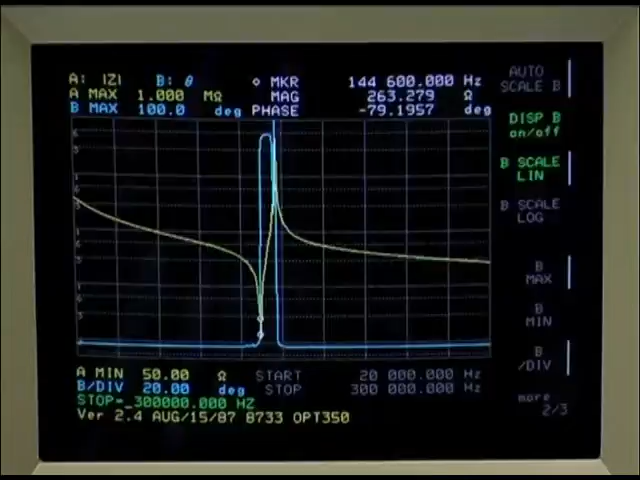 A: |Z| B: θ ◇ MKR 144 600.000 Hz
A MAX 1.000 MΩ MAG 263.279 Ω
B MAX 100.0 deg PHASE -79.1957 deg
AUTO
SCALE B
DISP B
on/off
B SCALE
LIN
B SCALE
LOG
B
MAX
B
MIN
B
/DIV
more
2/3
A MIN 50.00 Ω START 20 000.000 Hz
B/DIV 20.00 deg STOP 300 000.000 Hz
STOP=_300000.000 HZ
Ver 2.4 AUG/15/87 8733 OPT350